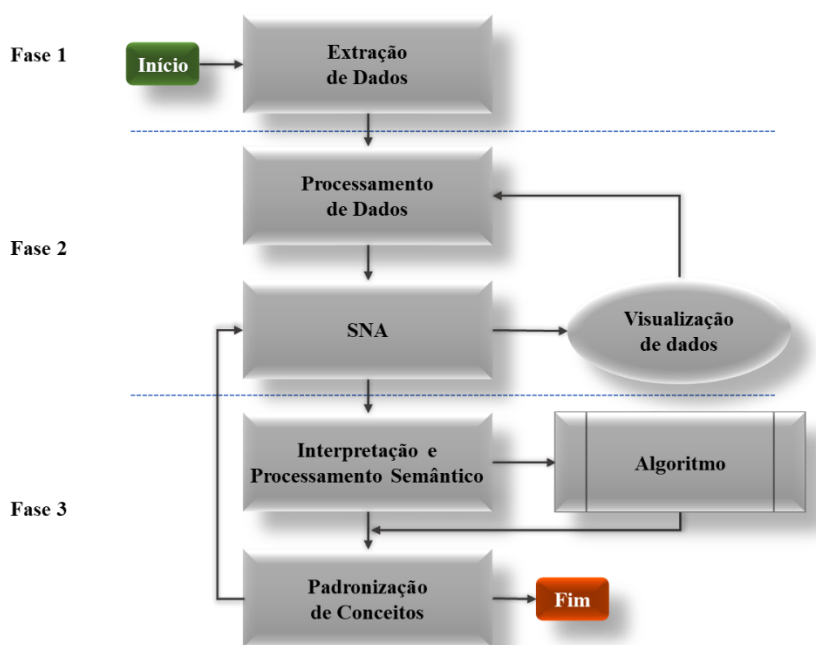 Fase 1
Início
Extração
de Dados
Processamento
de Dados
Fase 2
SNA
Visualização
de dados
Interpretação e
Processamento Semântico
Algoritmo
Fase 3
Padronização
de Conceitos
Fim